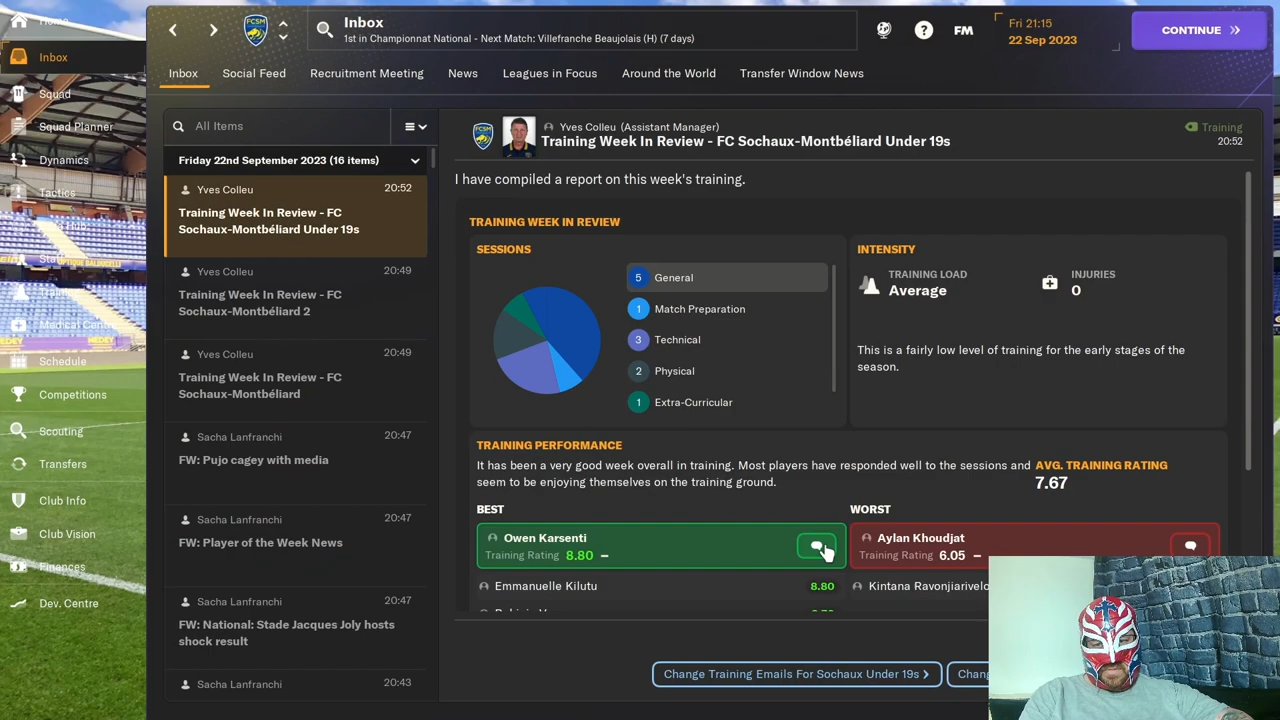 Home
Inbox
Squad
Squad Planner
Dynamics
Tactics
Medical Centre
Schedule
Competitions
Scouting
Transfers
Club Info
Club Vision
Finances
Dev. Centre
Inbox
1st in Championnat National - Next Match: Villefranche Beaujolais (H) (7 days)
FM
Fri 21:15
22 Sep 2023
CONTINUE
Inbox
Social Feed
Recruitment Meeting
News
Leagues in Focus
Around the World
Transfer Window News
All Items
Friday 22nd September 2023 (16 items)
Yves Colleu 20:52
Training Week In Review - FC
Sochaux-Montbéliard Under 19s
Yves Colleu 20:49
Training Week In Review - FC
Sochaux-Montbéliard 2
Yves Colleu 20:49
Training Week In Review - FC
Sochaux-Montbéliard
Sacha Lanfranchi 20:47
FW: Pujo cagey with media
Sacha Lanfranchi 20:47
FW: Player of the Week News
Sacha Lanfranchi 20:47
FW: National: Stade Jacques Joly hosts
shock result
Sacha Lanfranchi 20:43
FCSM
Yves Colleu (Assistant Manager)
Training Week In Review - FC Sochaux-Montbéliard Under 19s
Training
20:52
I have compiled a report on this week's training.
TRAINING WEEK IN REVIEW
SESSIONS
5 General
1 Match Preparation
3 Technical
2 Physical
1 Extra-Curricular
INTENSITY
TRAINING LOAD
Average
INJURIES
0
This is a fairly low level of training for the early stages of the
season.
TRAINING PERFORMANCE
It has been a very good week overall in training. Most players have responded well to the sessions and
seem to be enjoying themselves on the training ground.
AVG. TRAINING RATING
7.67
BEST
Owen Karsenti
Training Rating 8.80 –
Emmanuelle Kilutu 8.80
WORST
Aylan Khoudjat
Training Rating 6.05 –
Kintana Ravonjiarivelo
Change Training Emails For Sochaux Under 19s